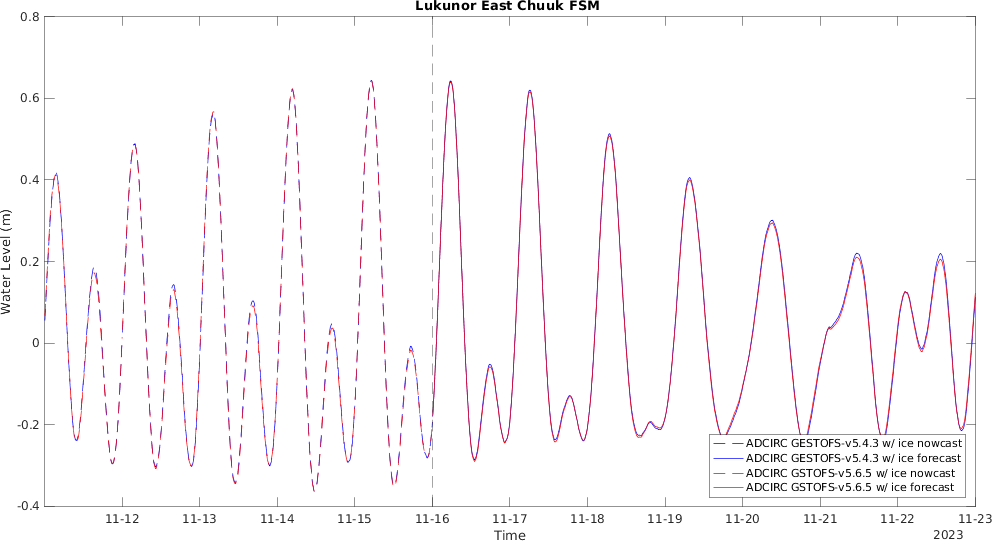 Lukunor East Chuuk FSM
0.8
0.6
0.4
0.2
0
-0.2
-0.4
Water Level (m)
ADCIRC GESTOFS-v5.4.3 w/ ice nowcast
ADCIRC GESTOFS-v5.4.3 w/ ice forecast
ADCIRC GSTOFS-v5.6.5 w/ ice nowcast
ADCIRC GSTOFS-v5.6.5 w/ ice forecast
11-12 11-13 11-14 11-15 11-16 11-17 11-18 11-19 11-20 11-21 11-22 11-23
Time
2023